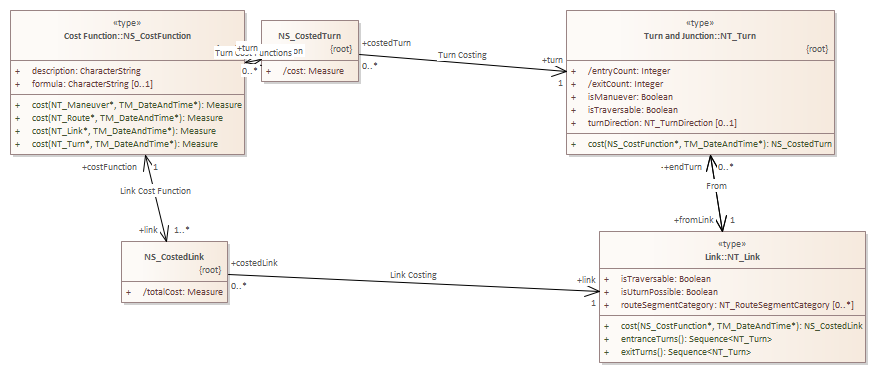 «type»
Cost Function::NS_CostFunction
+ description: CharacterString
+ formula: CharacterString [0..1]
+ cost(NT_Maneuver*, TM_DateAndTime*): Measure
+ cost(NT_Route*, TM_DateAndTime*): Measure
+ cost(NT_Link*, TM_DateAndTime*): Measure
+ cost(NT_Turn*, TM_DateAndTime*): Measure
+turn
Turn Cost Functions
0..*
NS_CostedTurn
{root}
+ /cost: Measure
+costedTurn
0..*
Turn Costing
+turn
1
«type»
Turn and Junction::NT_Turn
{root}
+ /entryCount: Integer
+ /exitCount: Integer
+ isManuever: Boolean
+ isTraversable: Boolean
+ turnDirection: NT_TurnDirection [0..1]
+ cost(NS_CostFunction*, TM_DateAndTime*): NS_CostedTurn
+costFunction
1
Link Cost Function
+link
1..*
-+endTurn
0..*
From
+fromLink
1
NS_CostedLink
{root}
+ /totalCost: Measure
+costedLink
0..*
Link Costing
+link
1
«type»
Link::NT_Link
+ isTraversable: Boolean
+ isUturnPossible: Boolean
+ routeSegmentCategory: NT_RouteSegmentCategory [0..*]
+ cost(NS_CostFunction*, TM_DateAndTime*): NS_CostedLink
+ entranceTurns(): Sequence<NT_Turn>
+ exitTurns(): Sequence<NT_Turn>